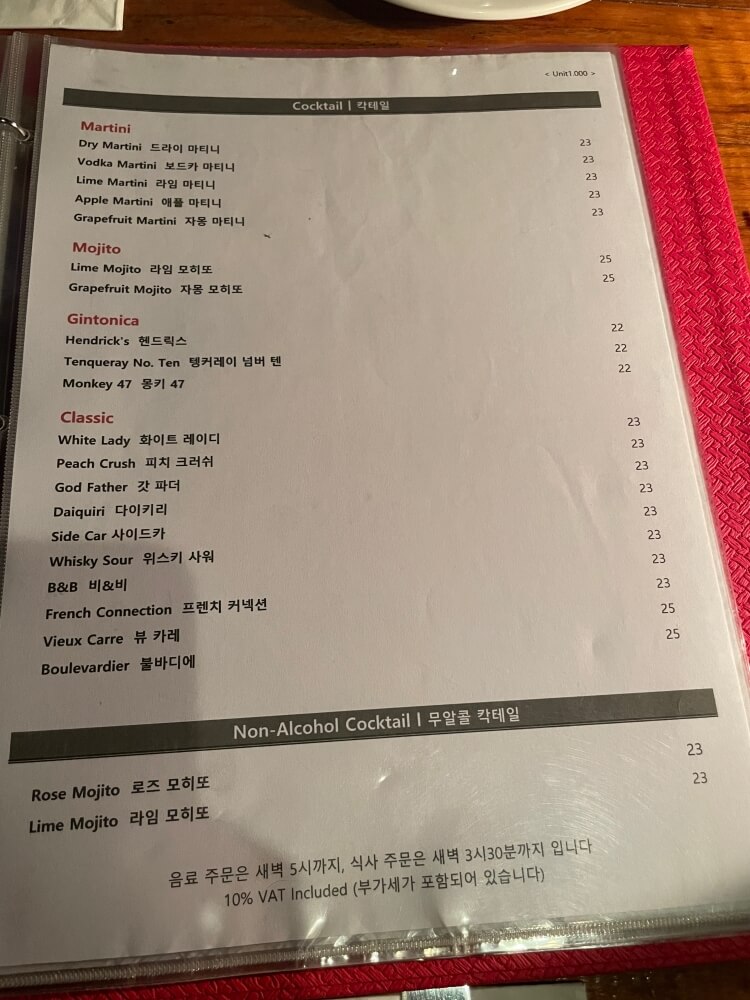 < Unit1.000 >
Cocktail | 칵테일
Martini
Dry Martini 드라이 마티니 23
Vodka Martini 보드카 마티니 23
Lime Martini 라임 마티니 23
Apple Martini 애플 마티니 23
Grapefruit Martini 자몽 마티니 23
Mojito
Lime Mojito 라임 모히또 25
Grapefruit Mojito 자몽 모히또 25
Gintonica
Hendrick's 헨드릭스 22
Tenqueray No. Ten 텡커레이 넘버 텐 22
Monkey 47 몽키 47 22
Classic
White Lady 화이트 레이디 23
Peach Crush 피치 크러쉬 23
God Father 갓 파더 23
Daiquiri 다이키리 23
Side Car 사이드카 23
Whisky Sour 위스키 사워 23
B&B 비&비 23
French Connection 프렌치 커넥션 23
Vieux Carre 뷰 카레 25
Boulevardier 불바디에 25
Non-Alcohol Cocktail | 무알콜 칵테일
Rose Mojito 로즈 모히또 23
Lime Mojito 라임 모히또 23
음료 주문은 새벽 5시까지, 식사 주문은 새벽 3시30분까지 입니다
10% VAT Included (부가세가 포함되어 있습니다)